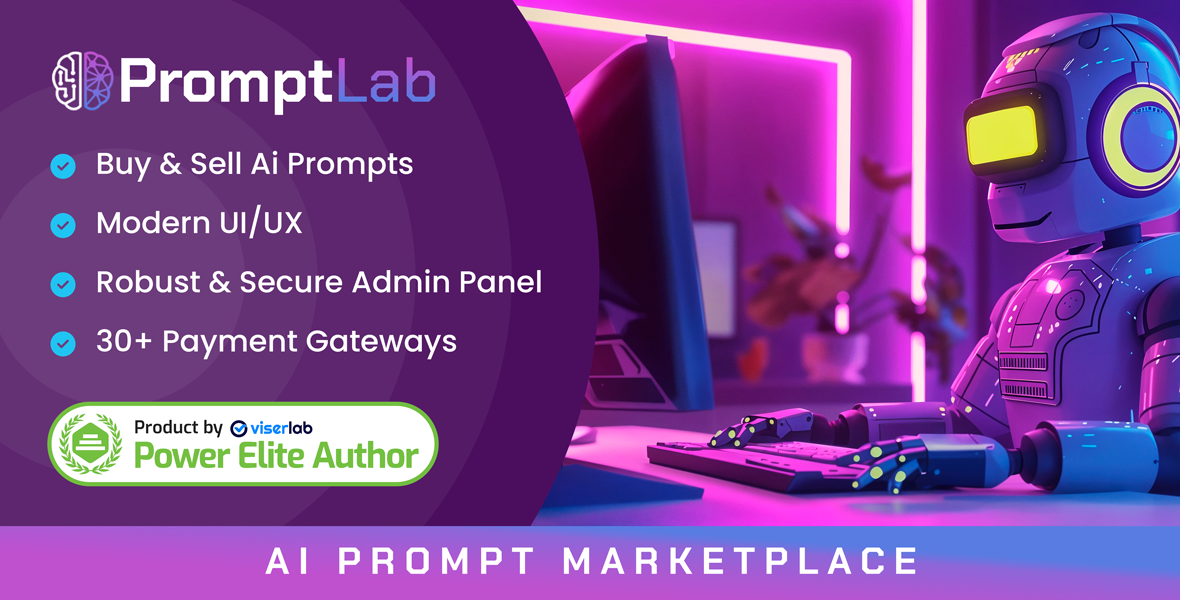 PromptLab
Buy & Sell Ai Prompts
Modern UI/UX
Robust & Secure Admin Panel
30+ Payment Gateways
Product by viserlab
Power Elite Author
AI PROMPT MARKETPLACE